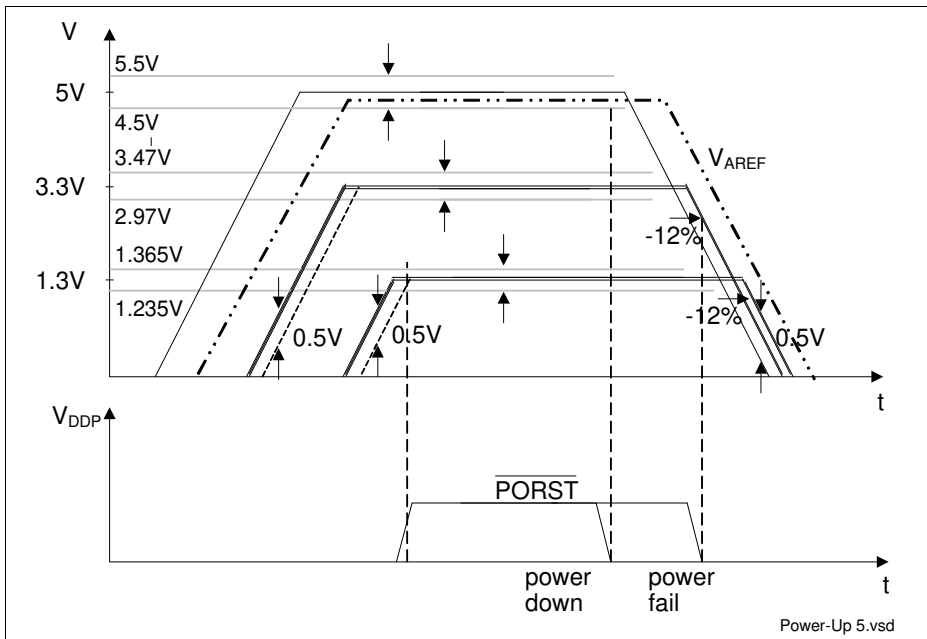 V
5.5V
5V
4.5V
3.47V
3.3V
2.97V
1.365V
1.3V
1.235V
V_AREF
-12%
-12%
0.5V
0.5V
0.5V
t
V_DDP
PORST
power
down
power
fail
t
Power-Up 5.vsd